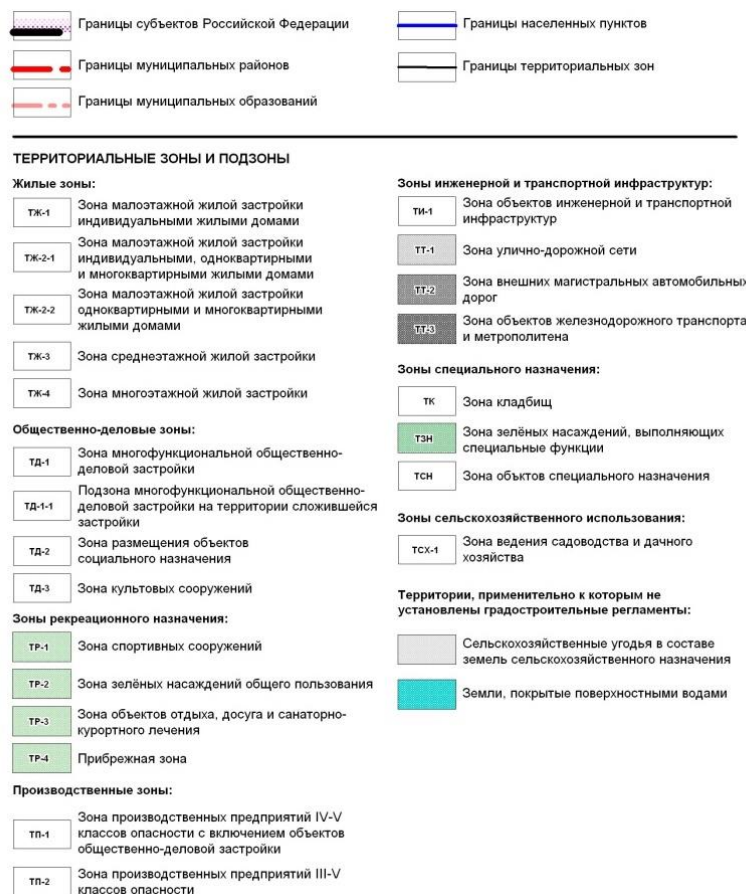 Границы субъектов Российской Федерации
Границы муниципальных районов
Границы муниципальных образований
Границы населенных пунктов
Границы территориальных зон
ТЕРРИТОРИАЛЬНЫЕ ЗОНЫ И ПОДЗОНЫ
Жилые зоны:
ТЖ-1
Зона малоэтажной жилой застройки
индивидуальными жилыми домами
ТЖ-2-1
Зона малоэтажной жилой застройки
индивидуальными, одноквартирными
и многоквартирными жилыми домами
ТЖ-2-2
Зона малоэтажной жилой застройки
одноквартирными и многоквартирными
жилыми домами
ТЖ-3
Зона среднеэтажной жилой застройки
ТЖ-4
Зона многоэтажной жилой застройки
Общественно-деловые зоны:
ТД-1
Зона многофункциональной общественно-
деловой застройки
ТД-1-1
Подзона многофункциональной общественно-
деловой застройки на территории сложившейся
застройки
ТД-2
Зона размещения объектов
социального назначения
ТД-3
Зона культовых сооружений
Зоны рекреационного назначения:
ТР-1
Зона спортивных сооружений
ТР-2
Зона зелёных насаждений общего пользования
ТР-3
Зона объектов отдыха, досуга и санаторно-
курортного лечения
ТР-4
Прибрежная зона
Производственные зоны:
ТП-1
Зона производственных предприятий IV-V
классов опасности с включением объектов
общественно-деловой застройки
ТП-2
Зона производственных предприятий III-V
классов опасности
Зоны инженерной и транспортной инфраструктур:
ТИ-1
Зона объектов инженерной и транспортной
инфраструктур
ТТ-1
Зона улично-дорожной сети
ТТ-2
Зона внешних магистральных автомобильных
дорог
ТТ-3
Зона объектов железнодорожного транспорта
и метрополитена
Зоны специального назначения:
ТК
Зона кладбищ
ТЗН
Зона зелёных насаждений, выполняющих
специальные функции
ТСН
Зона объктов специального назначения
Зоны сельскохозяйственного использования:
ТСХ-1
Зона ведения садоводства и дачного
хозяйства
Территории, применительно к которым не
установлены градостроительные регламенты:
Сельскохозяйственные угодья в составе
земель сельскохозяйственного назначения
Земли, покрытые поверхностными водами